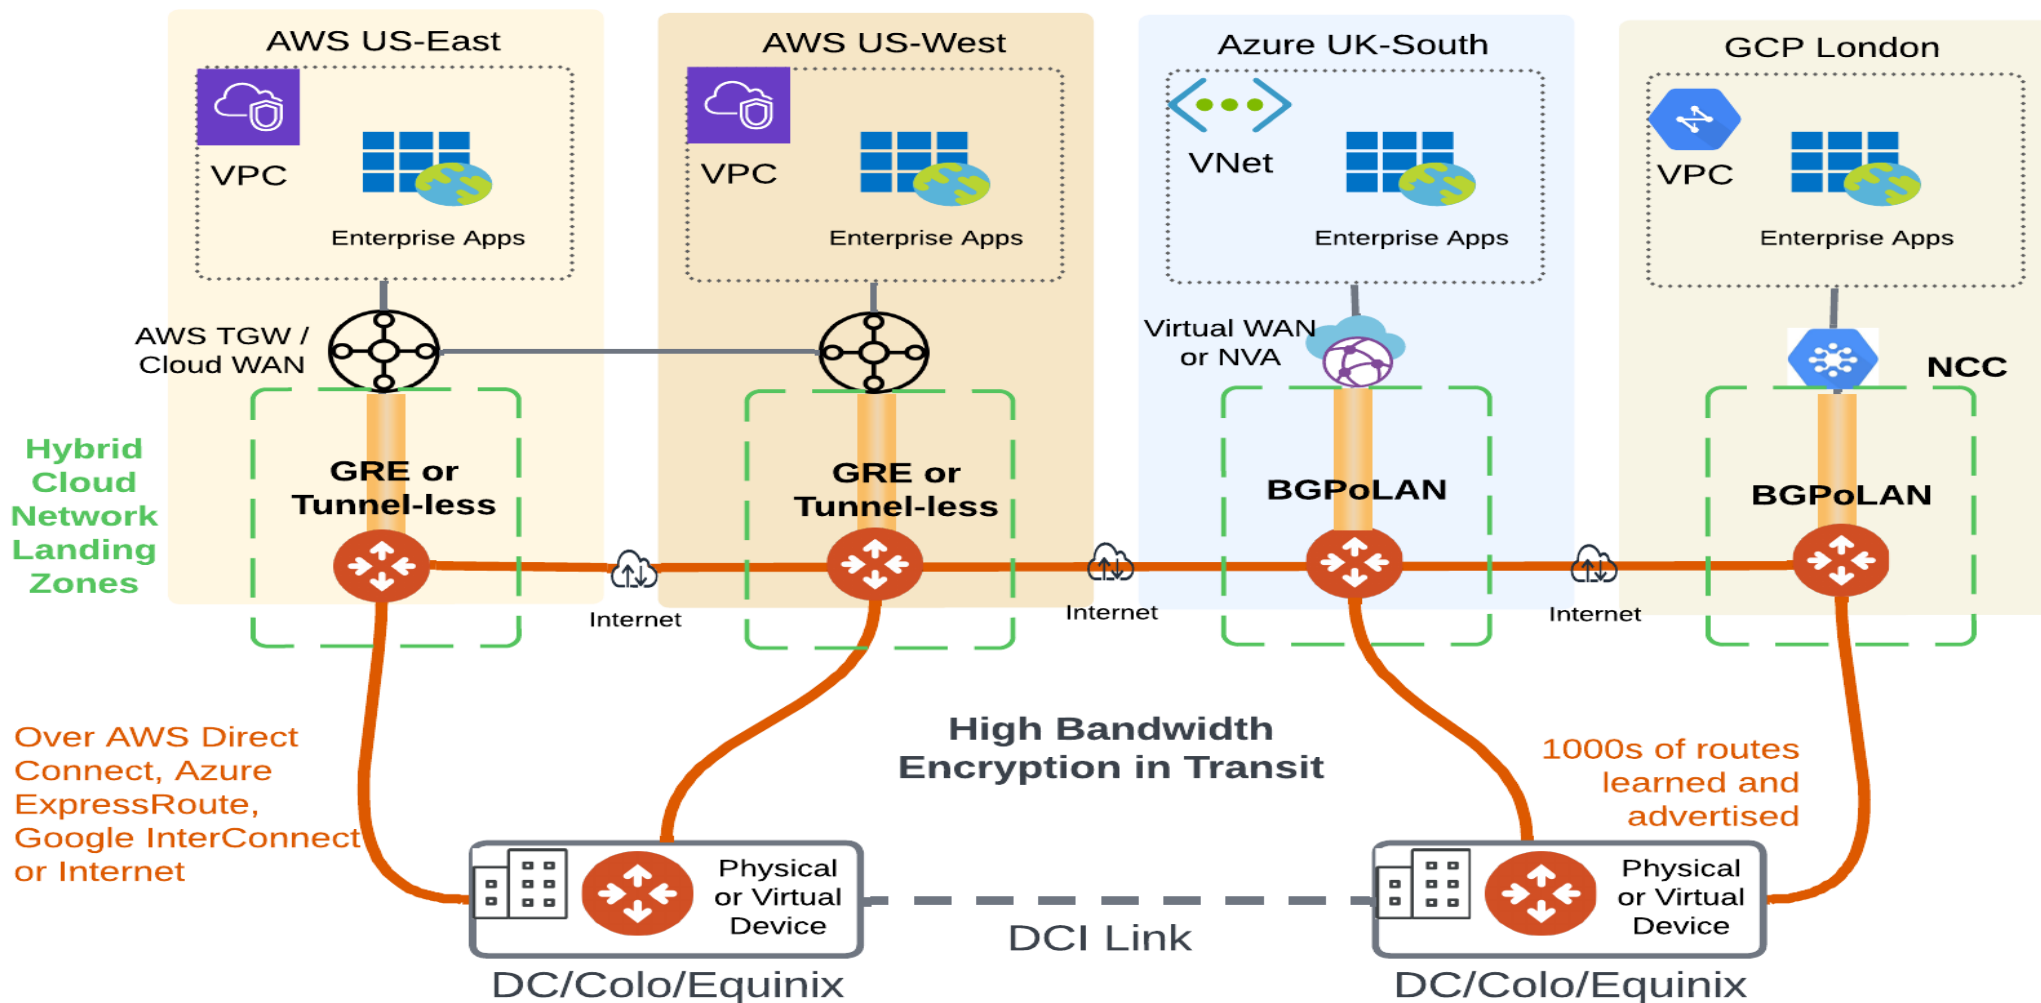 AWS US-East
AWS US-West
Azure UK-South
GCP London
VPC
Enterprise Apps
VPC
Enterprise Apps
VNet
Enterprise Apps
VPC
Enterprise Apps
AWS TGW /
Cloud WAN
Virtual WAN
or NVA
NCC
Hybrid
Cloud
Network
Landing
Zones
GRE or
Tunnel-less
GRE or
Tunnel-less
BGPoLAN
BGPoLAN
Internet
Internet
Internet
Over AWS Direct
Connect, Azure
ExpressRoute,
Google InterConnect
or Internet
High Bandwidth
Encryption in Transit
1000s of routes
learned and
advertised
Physical
or Virtual
Device
DCI Link
Physical
or Virtual
Device
DC/Colo/Equinix
DC/Colo/Equinix